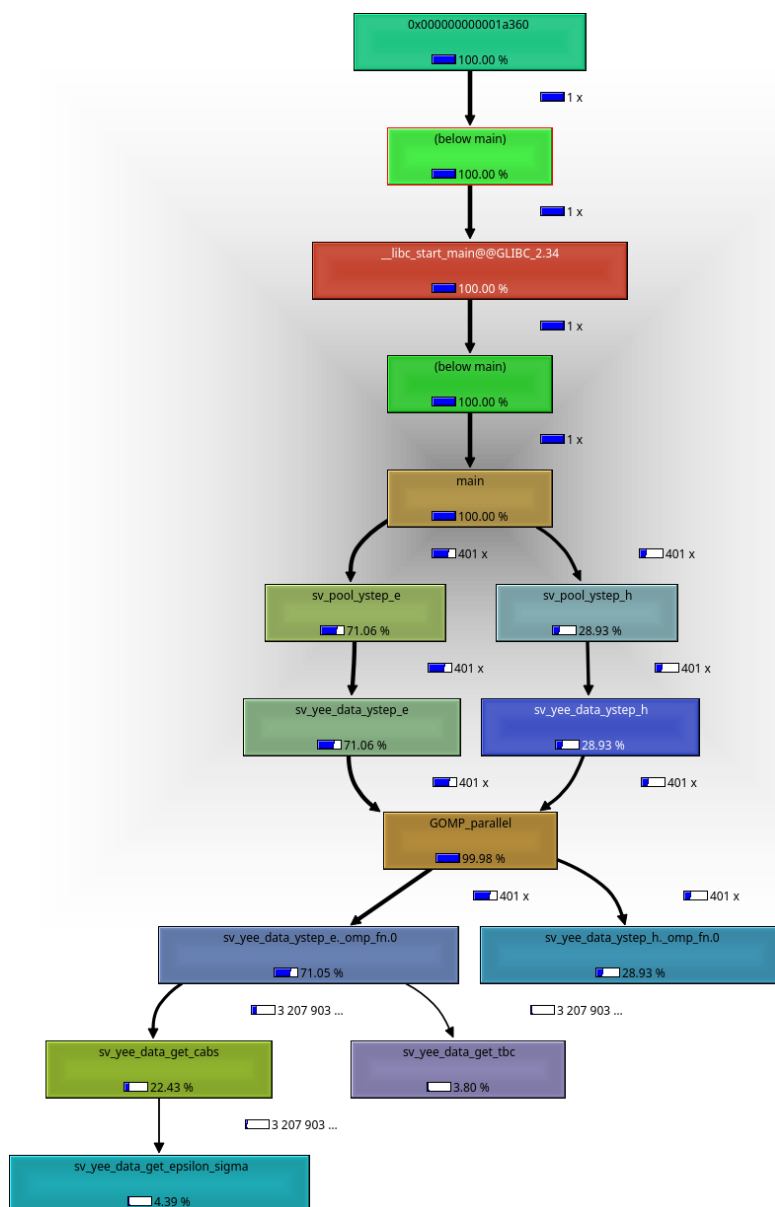 0x000000000001a360
100.00 %
1 x
(below main)
100.00 %
1 x
__libc_start_main@@GLIBC_2.34
100.00 %
1 x
(below main)
100.00 %
1 x
main
100.00 %
401 x
401 x
sv_pool_ystep_e
sv_pool_ystep_h
71.06 %
28.93 %
401 x
401 x
sv_yee_data_ystep_e
sv_yee_data_ystep_h
71.06 %
28.93 %
401 x
401 x
GOMP_parallel
99.98 %
401 x
401 x
sv_yee_data_ystep_e._omp_fn.0
sv_yee_data_ystep_h._omp_fn.0
71.05 %
28.93 %
3 207 903 ...
3 207 903 ...
sv_yee_data_get_cabs
sv_yee_data_get_tbc
22.43 %
3.80 %
3 207 903 ...
sv_yee_data_get_epsilon_sigma
4.39 %